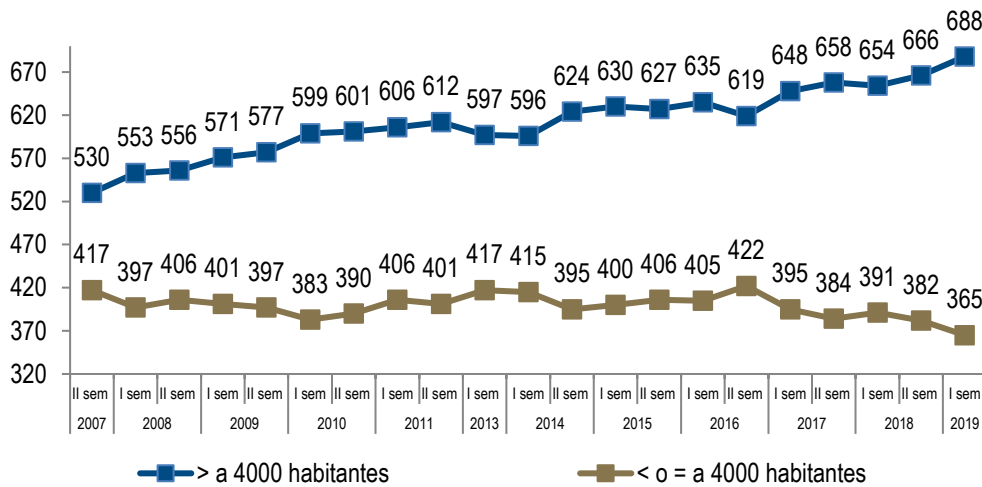 688
648 658 654 666
624 630 627 635 619
599 601 606 612 597 596
553 556 571 577
530
417 397 406 401 397 383 390 406 401 417 415 395 400 406 405 422 395 384 391 382 365
670
620
570
520
470
420
370
320
II sem I sem II sem I sem II sem I sem II sem I sem II sem I sem I sem II sem I sem II sem I sem II sem I sem II sem I sem II sem I sem
2007 2008 2009 2010 2011 2013 2014 2015 2016 2017 2018 2019
> a 4000 habitantes < o = a 4000 habitantes